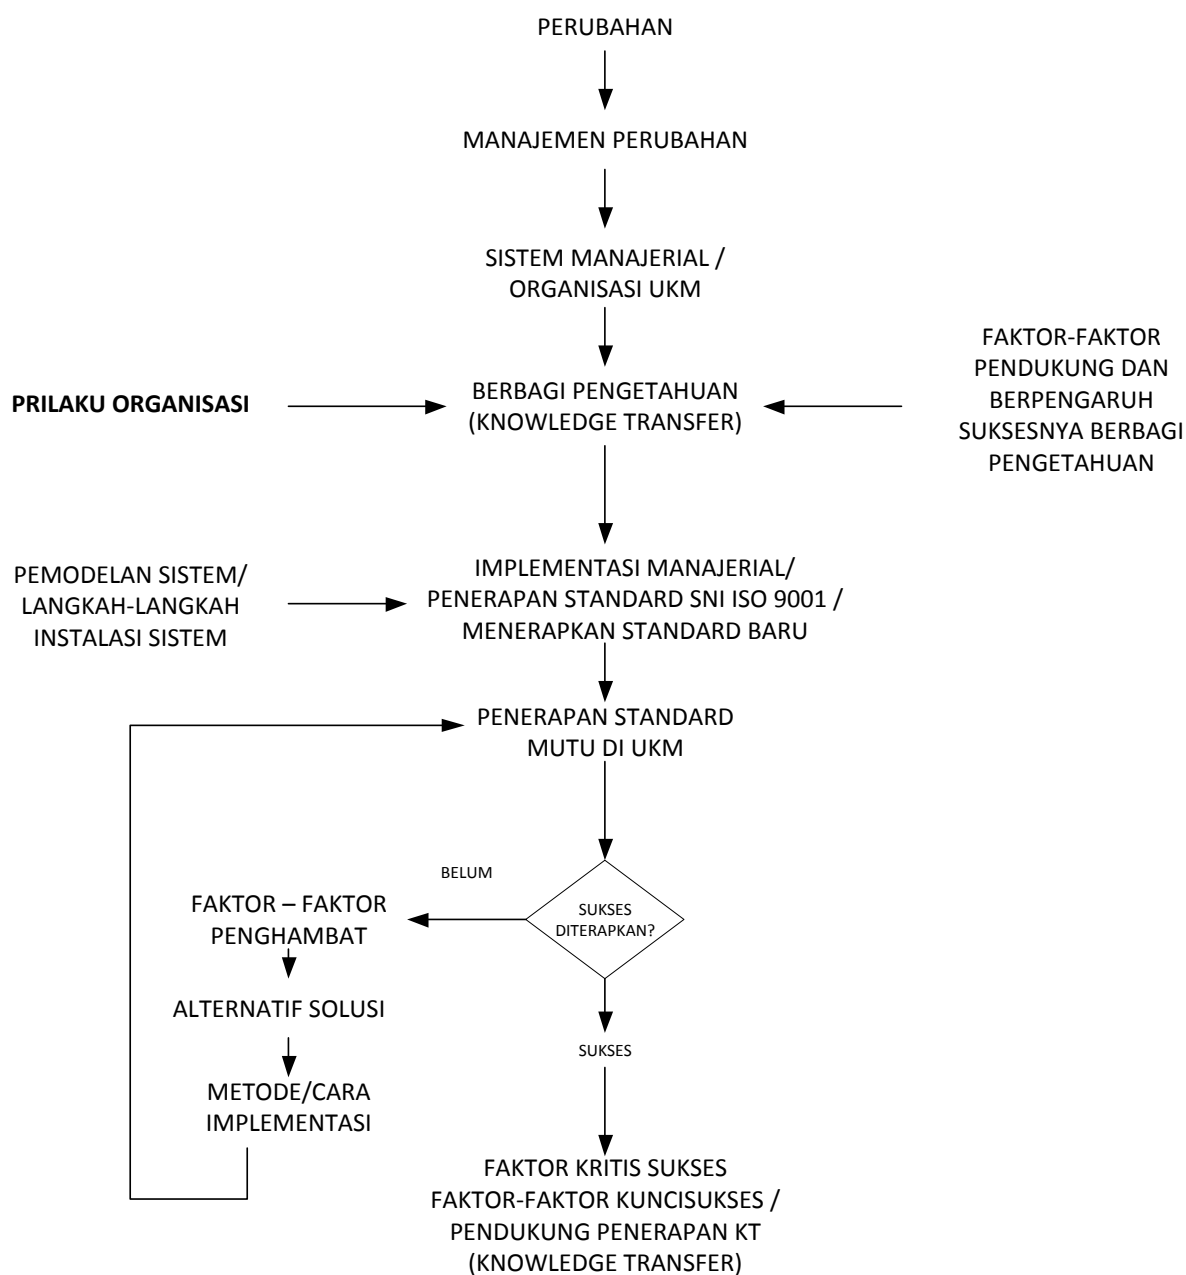 PERUBAHAN
MANAJEMEN PERUBAHAN
SISTEM MANAJERIAL /
ORGANISASI UKM
PRILAKU ORGANISASI
BERBAGI PENGETAHUAN
(KNOWLEDGE TRANSFER)
FAKTOR-FAKTOR
PENDUKUNG DAN
BERPENGARUH
SUKSESNYA BERBAGI
PENGETAHUAN
PEMODELAN SISTEM/
LANGKAH-LANGKAH
INSTALASI SISTEM
IMPLEMENTASI MANAJERIAL/
PENERAPAN STANDARD SNI ISO 9001 /
MENERAPKAN STANDARD BARU
PENERAPAN STANDARD
MUTU DI UKM
SUKSES
DITERAPKAN?
BELUM
FAKTOR – FAKTOR
PENGHAMBAT
ALTERNATIF SOLUSI
METODE/CARA
IMPLEMENTASI
SUKSES
FAKTOR KRITIS SUKSES
FAKTOR-FAKTOR KUNCISUKSES /
PENDUKUNG PENERAPAN KT
(KNOWLEDGE TRANSFER)